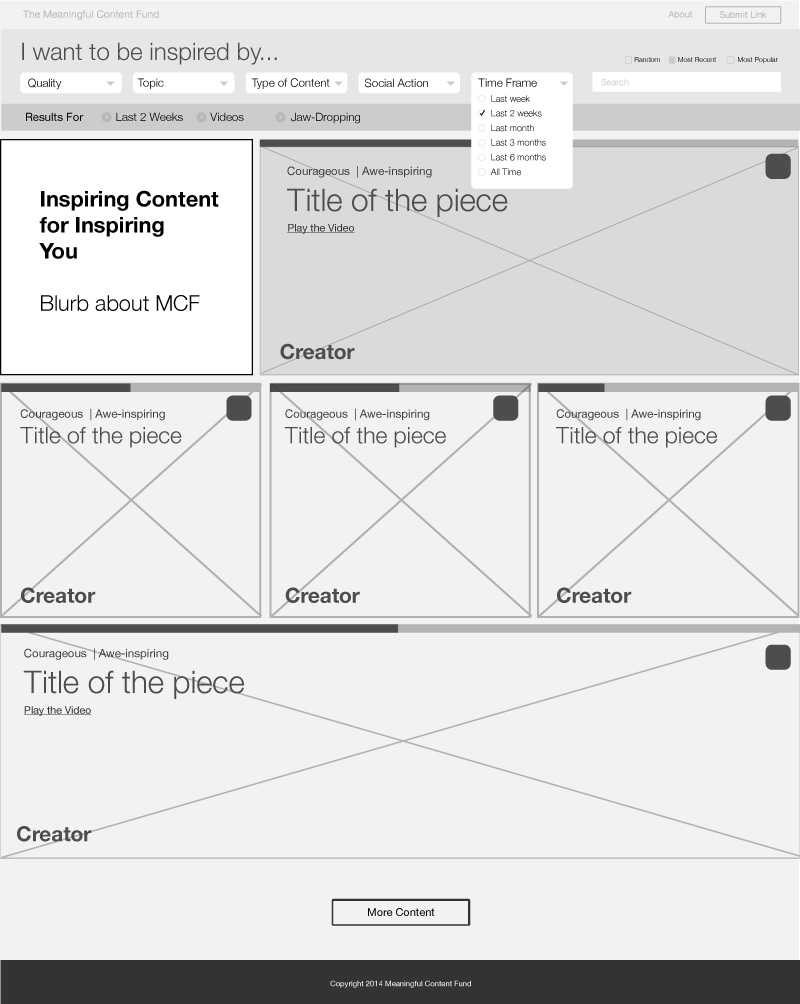 The Meaningful Content Fund
About
Submit Link
I want to be inspired by...
Random
Most Recent
Most Popular
Quality
Topic
Type of Content
Social Action
Time Frame
Search
Last week
Last 2 weeks
Last month
Last 3 months
Last 6 months
All Time
Results For
Last 2 Weeks
Videos
Jaw-Dropping
Inspiring Content
for Inspiring
You
Blurb about MCF
Courageous | Awe-inspiring
Title of the piece
Play the Video
Creator
Courageous | Awe-inspiring
Title of the piece
Creator
Courageous | Awe-inspiring
Title of the piece
Creator
Courageous | Awe-inspiring
Title of the piece
Creator
Courageous | Awe-inspiring
Title of the piece
Play the Video
Creator
More Content
Copyright 2014 Meaningful Content Fund